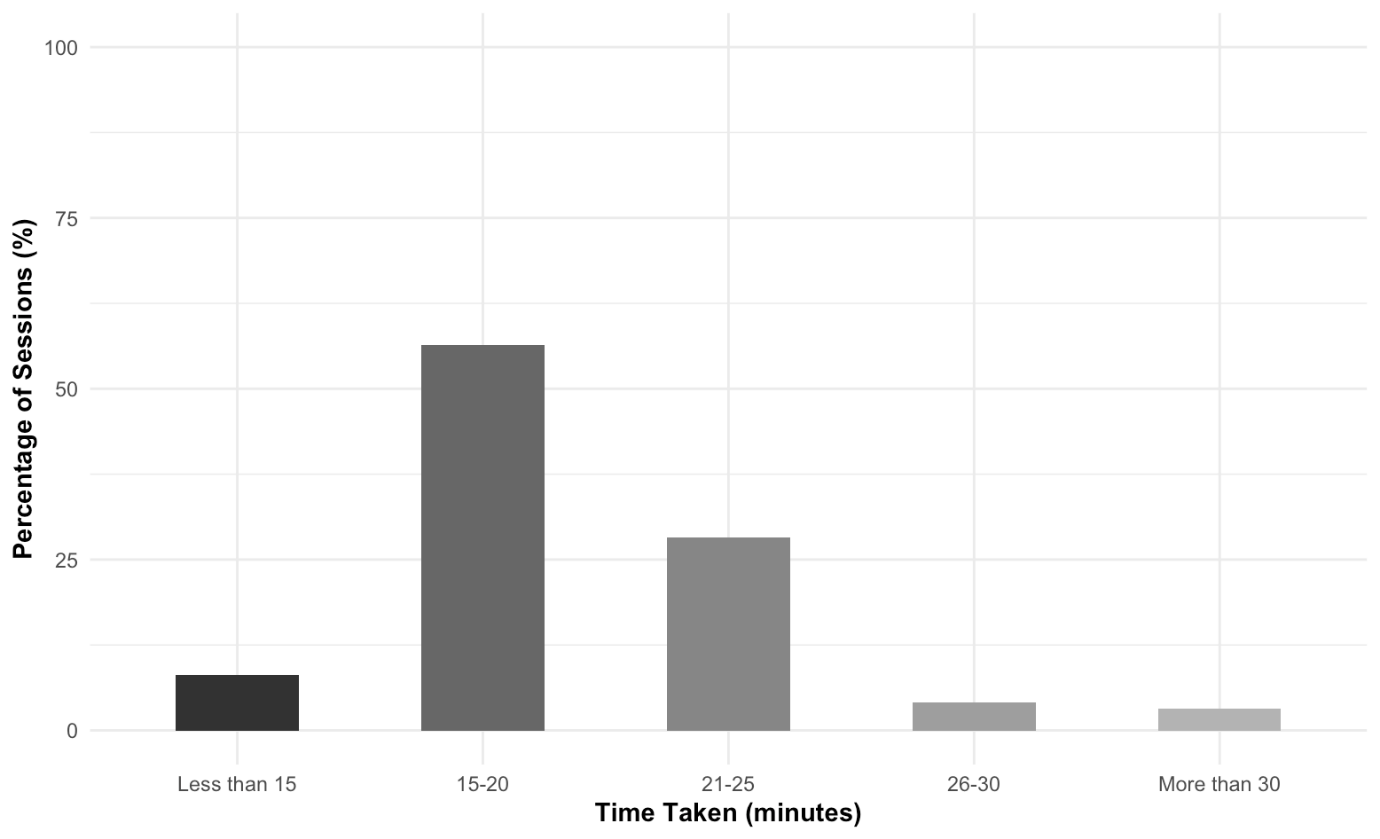 100
75
50
25
0
Percentage of Sessions (%)
Less than 15 15-20 21-25 26-30 More than 30
Time Taken (minutes)